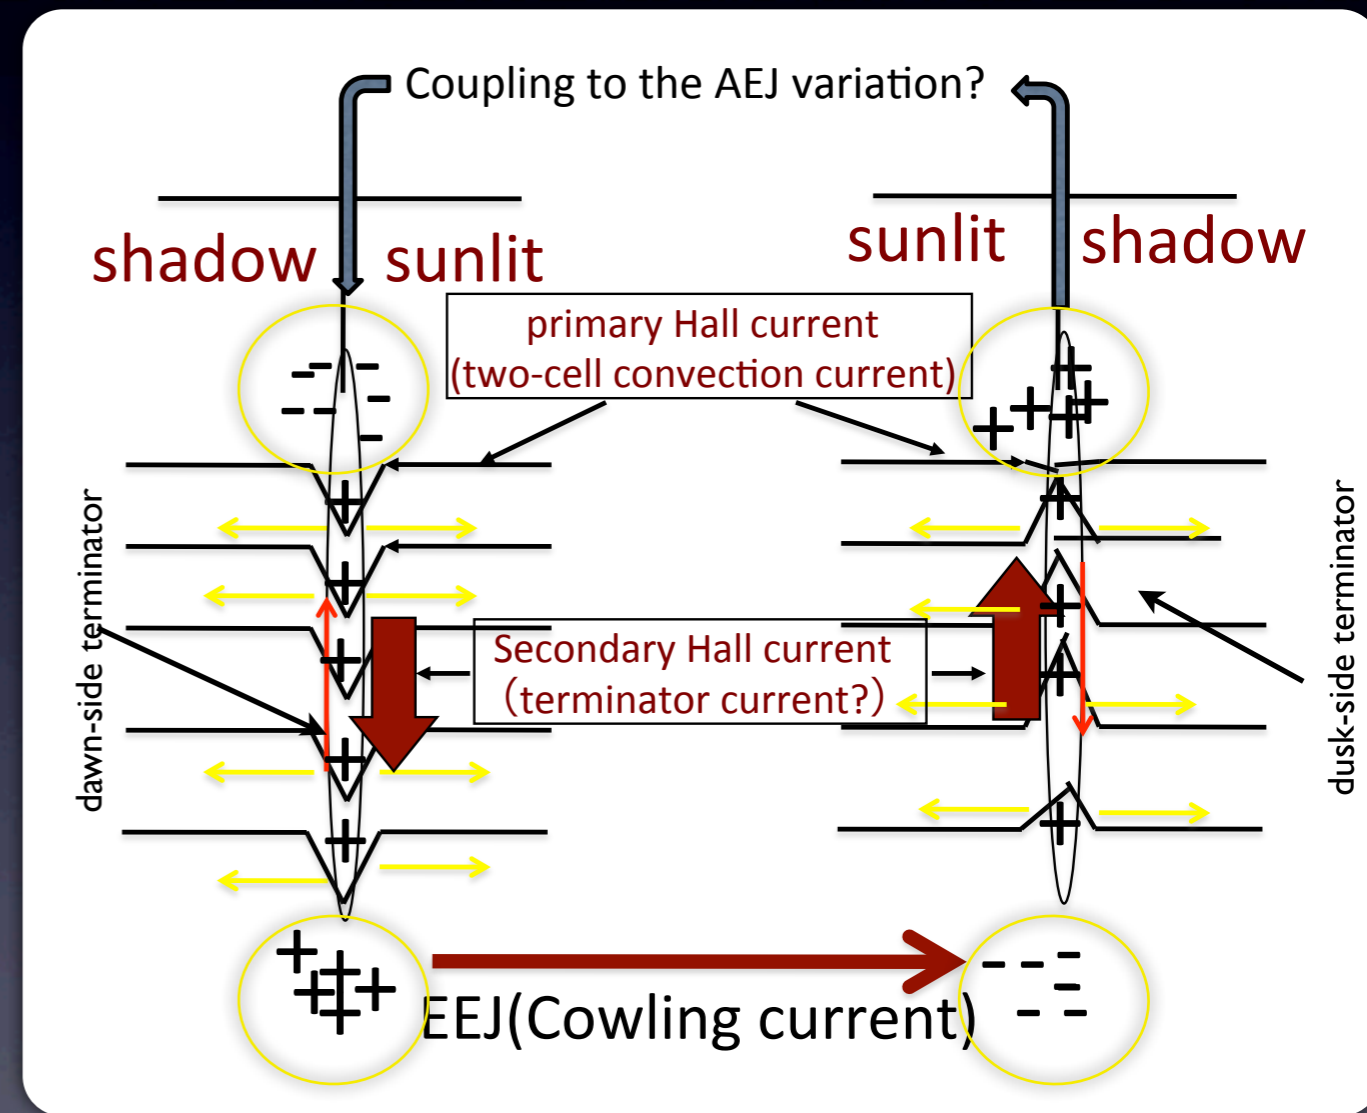 Coupling to the AEJ variation?
shadow
sunlit
sunlit
shadow
primary Hall current
(two-cell convection current)
dawn-side terminator
dusk-side terminator
Secondary Hall current
（terminator current?）
EEJ(Cowling current)